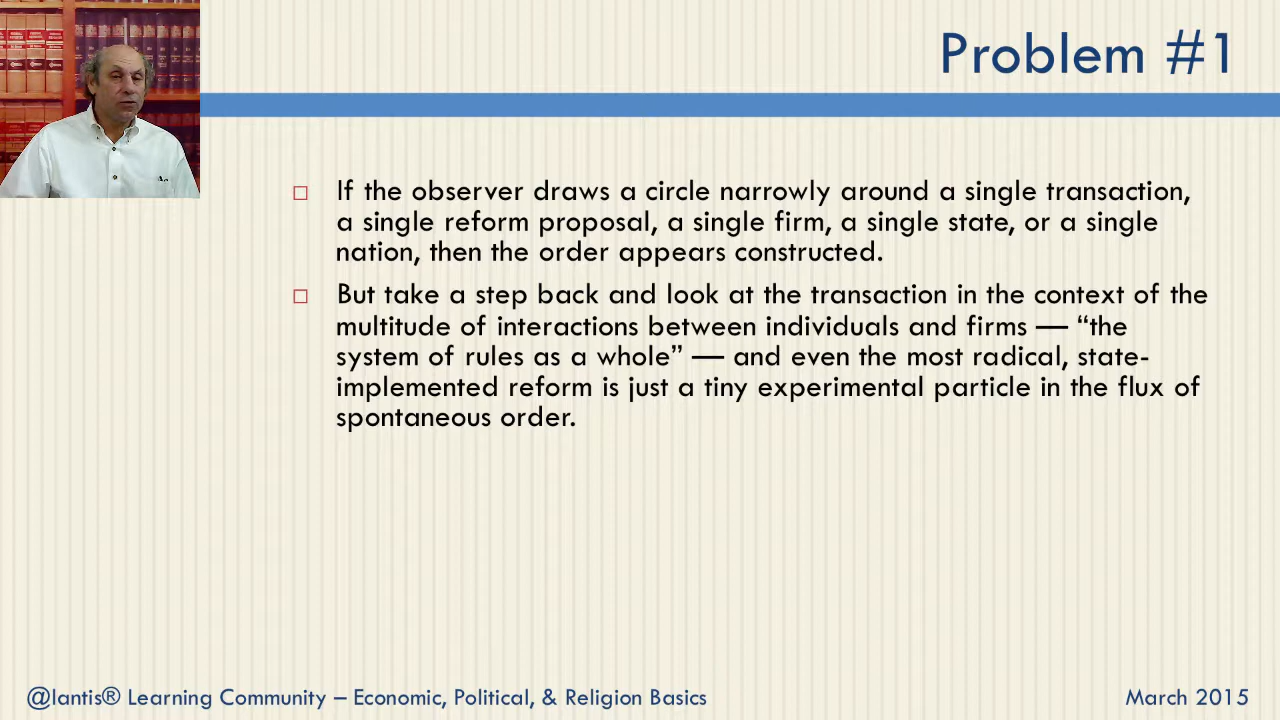 Problem #1
If the observer draws a circle narrowly around a single transaction,
a single reform proposal, a single firm, a single state, or a single
nation, then the order appears constructed.
But take a step back and look at the transaction in the context of the
multitude of interactions between individuals and firms — “the
system of rules as a whole” — and even the most radical, state-
implemented reform is just a tiny experimental particle in the flux of
spontaneous order.
@lantis® Learning Community – Economic, Political, & Religion Basics
March 2015